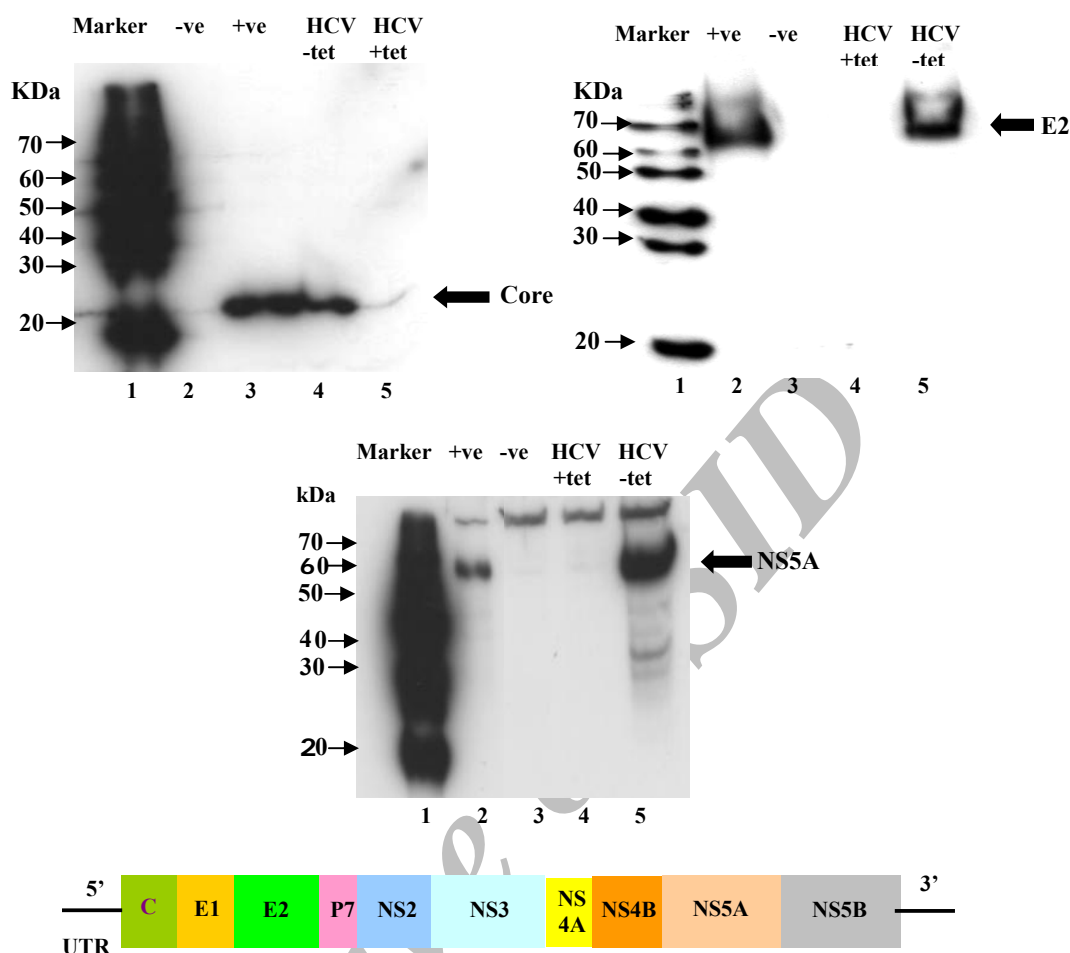 Marker -ve +ve HCV HCV
-tet +tet
KDa
70
60
50
40
30
20
Core
1 2 3 4 5
Marker +ve -ve HCV HCV
+tet -tet
KDa
70
60
50
40
30
20
E2
1 2 3 4 5
Marker +ve -ve HCV HCV
+tet -tet
kDa
70
60
50
40
30
20
NS5A
1 2 3 4 5
5’ 3’
C E1 E2 P7 NS2 NS3 NS NS4B NS5A NS5B
4A
UTR